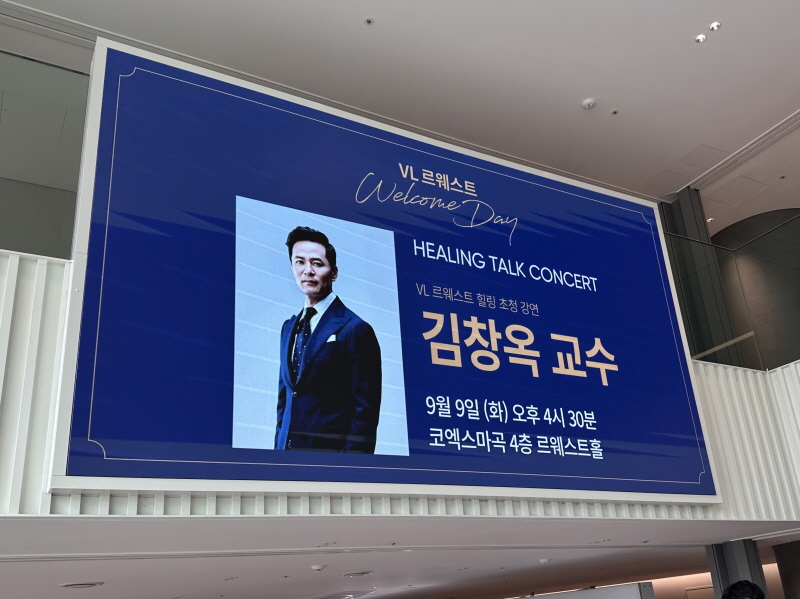 VL 르웨스트
Welcome Day
HEALING TALK CONCERT
VL 르웨스트 힐링 초청 강연
김창옥 교수
9월 9일 (화) 오후 4시 30분
코엑스마곡 4층 르웨스트홀